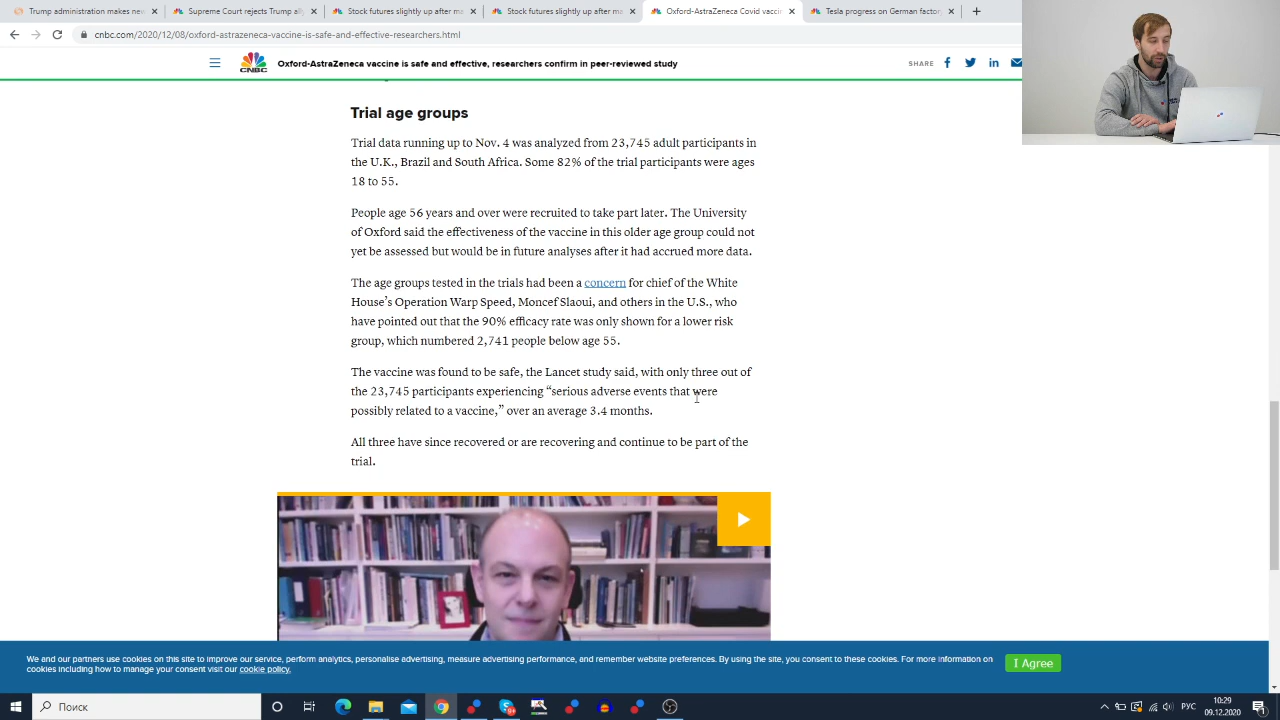 Trump administration makes new
Supreme Court rejects Trump all
Stock futures slightly up after m
Stock futures slightly up after m
Oxford-AstraZeneca Covid vaccin
Tesla progress on German factor
cnbc.com/2020/12/08/oxford-astrazeneca-vaccine-is-safe-and-effective-researchers.html
CNBC
Oxford-AstraZeneca vaccine is safe and effective, researchers confirm in peer-reviewed study
SHARE
Trial age groups
Trial data running up to Nov. 4 was analyzed from 23,745 adult participants in
the U.K., Brazil and South Africa. Some 82% of the trial participants were ages
18 to 55.
People age 56 years and over were recruited to take part later. The University
of Oxford said the effectiveness of the vaccine in this older age group could not
yet be assessed but would be in future analyses after it had accrued more data.
The age groups tested in the trials had been a concern for chief of the White
House’s Operation Warp Speed, Moncef Slaoui, and others in the U.S., who
have pointed out that the 90% efficacy rate was only shown for a lower risk
group, which numbered 2,741 people below age 55.
The vaccine was found to be safe, the Lancet study said, with only three out of
the 23,745 participants experiencing “serious adverse events that were
possibly related to a vaccine,” over an average 3.4 months.
All three have since recovered or are recovering and continue to be part of the
trial.
We and our partners use cookies on this site to improve our service, perform analytics, personalise advertising, measure advertising performance, and remember website preferences. By using the site, you consent to these cookies. For more information on
cookies including how to manage your consent visit our cookie policy.
I Agree
Поиск
РУС
10:29
09.12.2020